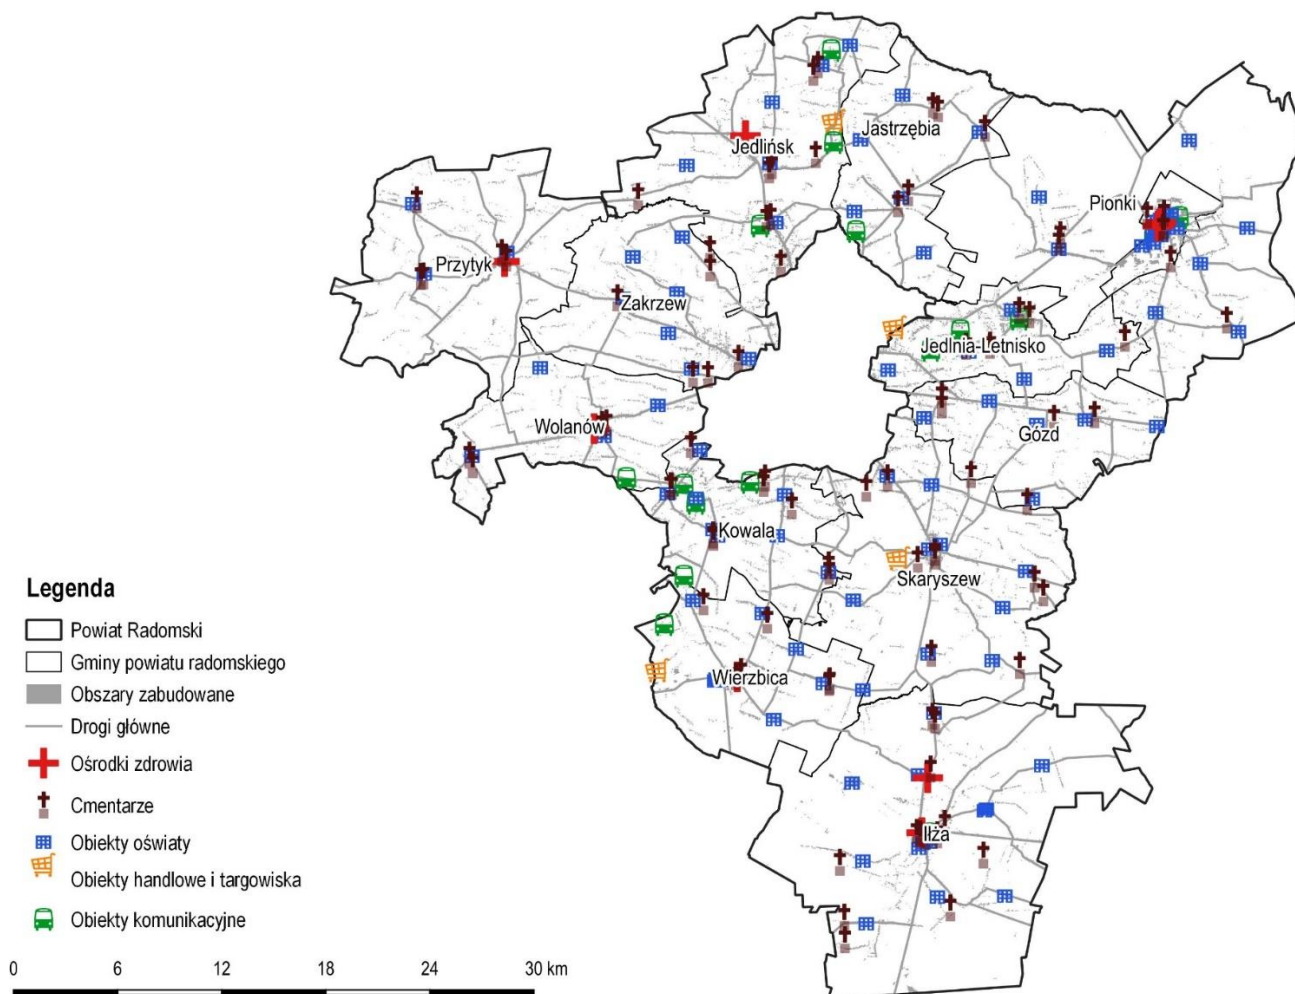 Jastrzębia
Jedlińsk
Pionki
Przytyk
Zakrzew
Jedlnia-Letnisko
Wolanów
Gózd
Kowala
Skaryszew
Wierzbica
Iłża
Legenda
Powiat Radomski
Gminy powiatu radomskiego
Obszary zabudowane
Drogi główne
Ośrodki zdrowia
Cmentarze
Obiekty oświaty
Obiekty handlowe i targowiska
Obiekty komunikacyjne
0 6 12 18 24 30 km